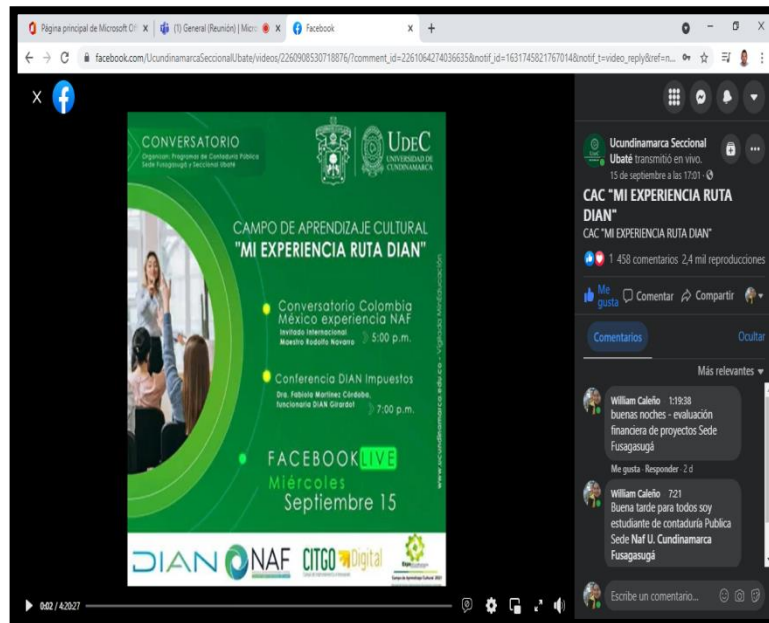 Página principal de Microsoft Off
(1) General (Reunión) | Micro
Facebook
facebook.com/UcundinamarcaSeccionalUbate/videos/2260908530718876/?comment_id=2261064274036635&notif_id=1631745821767014&notif_t=video_reply&ref=n...
CONVERSATORIO
Organizan: Programas de Contaduría Pública
Sede Fusagasugá y Seccional Ubaté
UDEC
UNIVERSIDAD DE
CUNDINAMARCA
CAMPO DE APRENDIZAJE CULTURAL
"MI EXPERIENCIA RUTA DIAN"
Conversatorio Colombia
México experiencia NAF
Invitado Internacional
Maestro Rodolfo Navarro
5:00 p.m.
Conferencia DIAN Impuestos
Dra. Fabiola Martínez Córdoba,
funcionaria DIAN Girardot
7:00 p.m.
FACEBOOK LIVE
Miércoles
Septiembre 15
www.ucundinamarca.edu.co - Vigilada MinEducación
DIAN
NAF
CITGO
Digital
0:02 / 4:20:27
Ucundinamarca Seccional
Ubaté transmitió en vivo.
15 de septiembre a las 17:01
CAC "MI EXPERIENCIA RUTA
DIAN"
CAC "MI EXPERIENCIA RUTA DIAN"
1 458 comentarios 2,4 mil reproducciones
Me
gusta
Comentar
Compartir
Comentarios
Ocultar
Más relevantes
William Caleño 1:19:38
buenas noches - evaluación
financiera de proyectos Sede
Fusagasugá
Me gusta · Responder · 2 d
William Caleño 7:21
Buena tarde para todos soy
estudiante de contaduría Publica
Sede Naf U. Cundinamarca
Fusagasugá
Escribe un comentario...